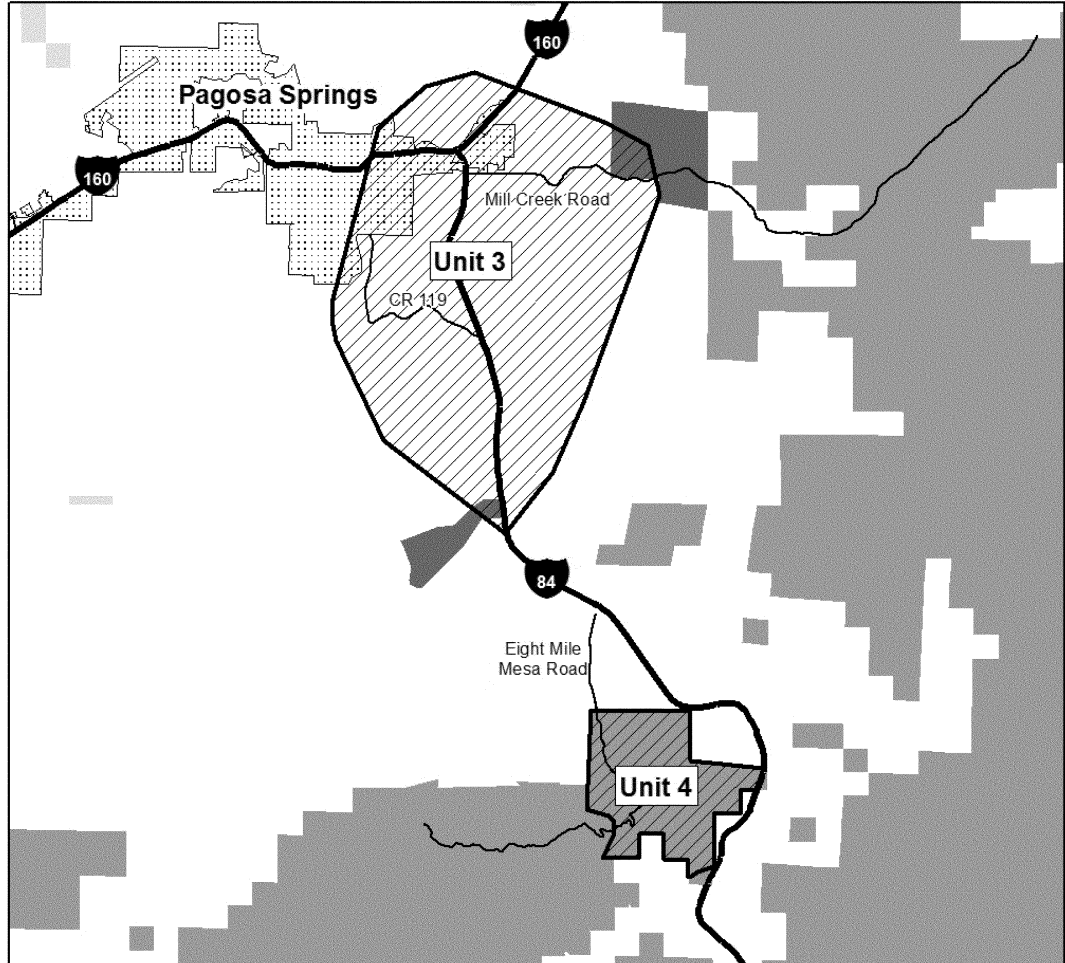 160
Pagosa Springs
160
Mill Creek Road
Unit 3
CR 119
84
Eight Mile
Mesa Road
Unit 4